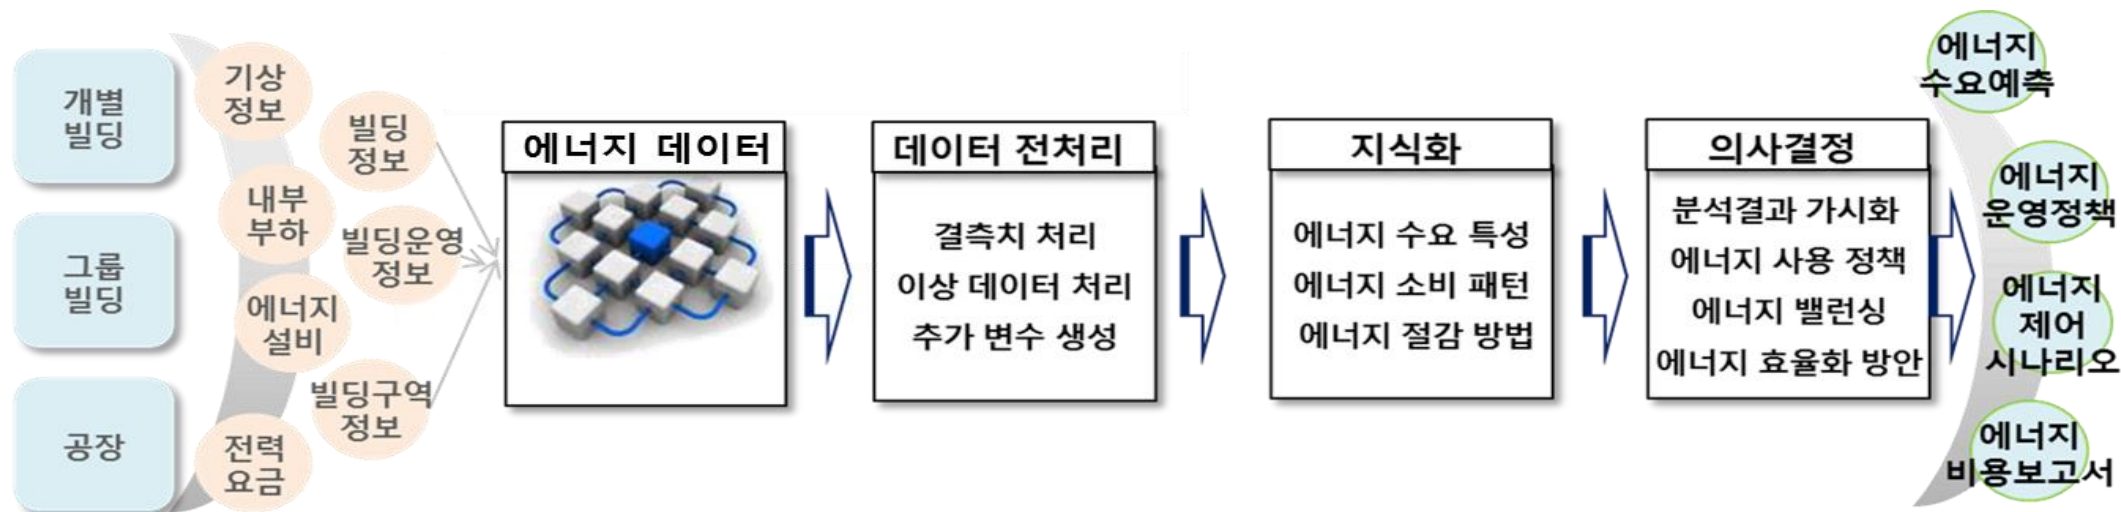 개별
빌딩
그룹
빌딩
공장
기상
정보
내부
부하
에너지
설비
전력
요금
빌딩
정보
빌딩운영
정보
빌딩구역
정보
에너지 데이터
데이터 전처리
결측치 처리
이상 데이터 처리
추가 변수 생성
지식화
에너지 수요 특성
에너지 소비 패턴
에너지 절감 방법
의사결정
분석결과 가시화
에너지 사용 정책
에너지 밸런싱
에너지 효율화 방안
에너지
수요예측
에너지
운영정책
에너지
제어
시나리오
에너지
비용보고서